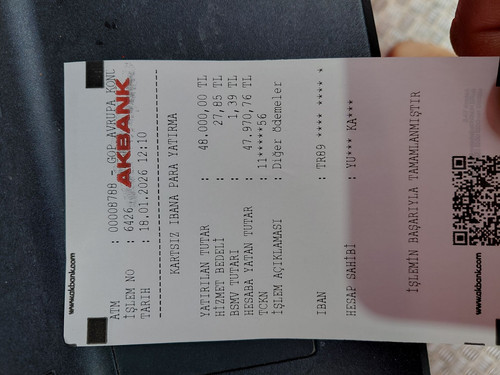 AKBANK
www.akbank.com
www.akbank.com
ATM : 00008788 - GOP AVRUPA KONU
İŞLEM NO : 6426
TARİH : 18.01.2026 12:10
KARTSIZ IBANA PARA YATIRMA
YATIRILAN TUTAR : 48.000,00 TL
HİZMET BEDELİ : 27,85 TL
BSMV TUTARI : 1,39 TL
HESABA YATAN TUTAR : 47.970,76 TL
TCKN : 11*******56
İŞLEM AÇIKLAMASI : Diğer Ödemeler
IBAN : TR89 **** **** **** *
HESAP SAHİBİ : YU*** KA***
İŞLEMİN BAŞARIYLA TAMAMLANMIŞTIR